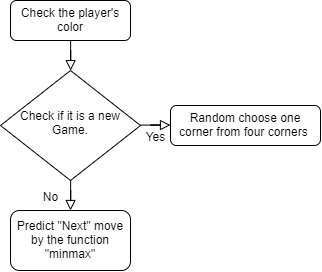 Check the player's
color
Check if it is a new
Game.
Yes
Random choose one
corner from four corners
No
Predict "Next" move
by the function
"minmax"